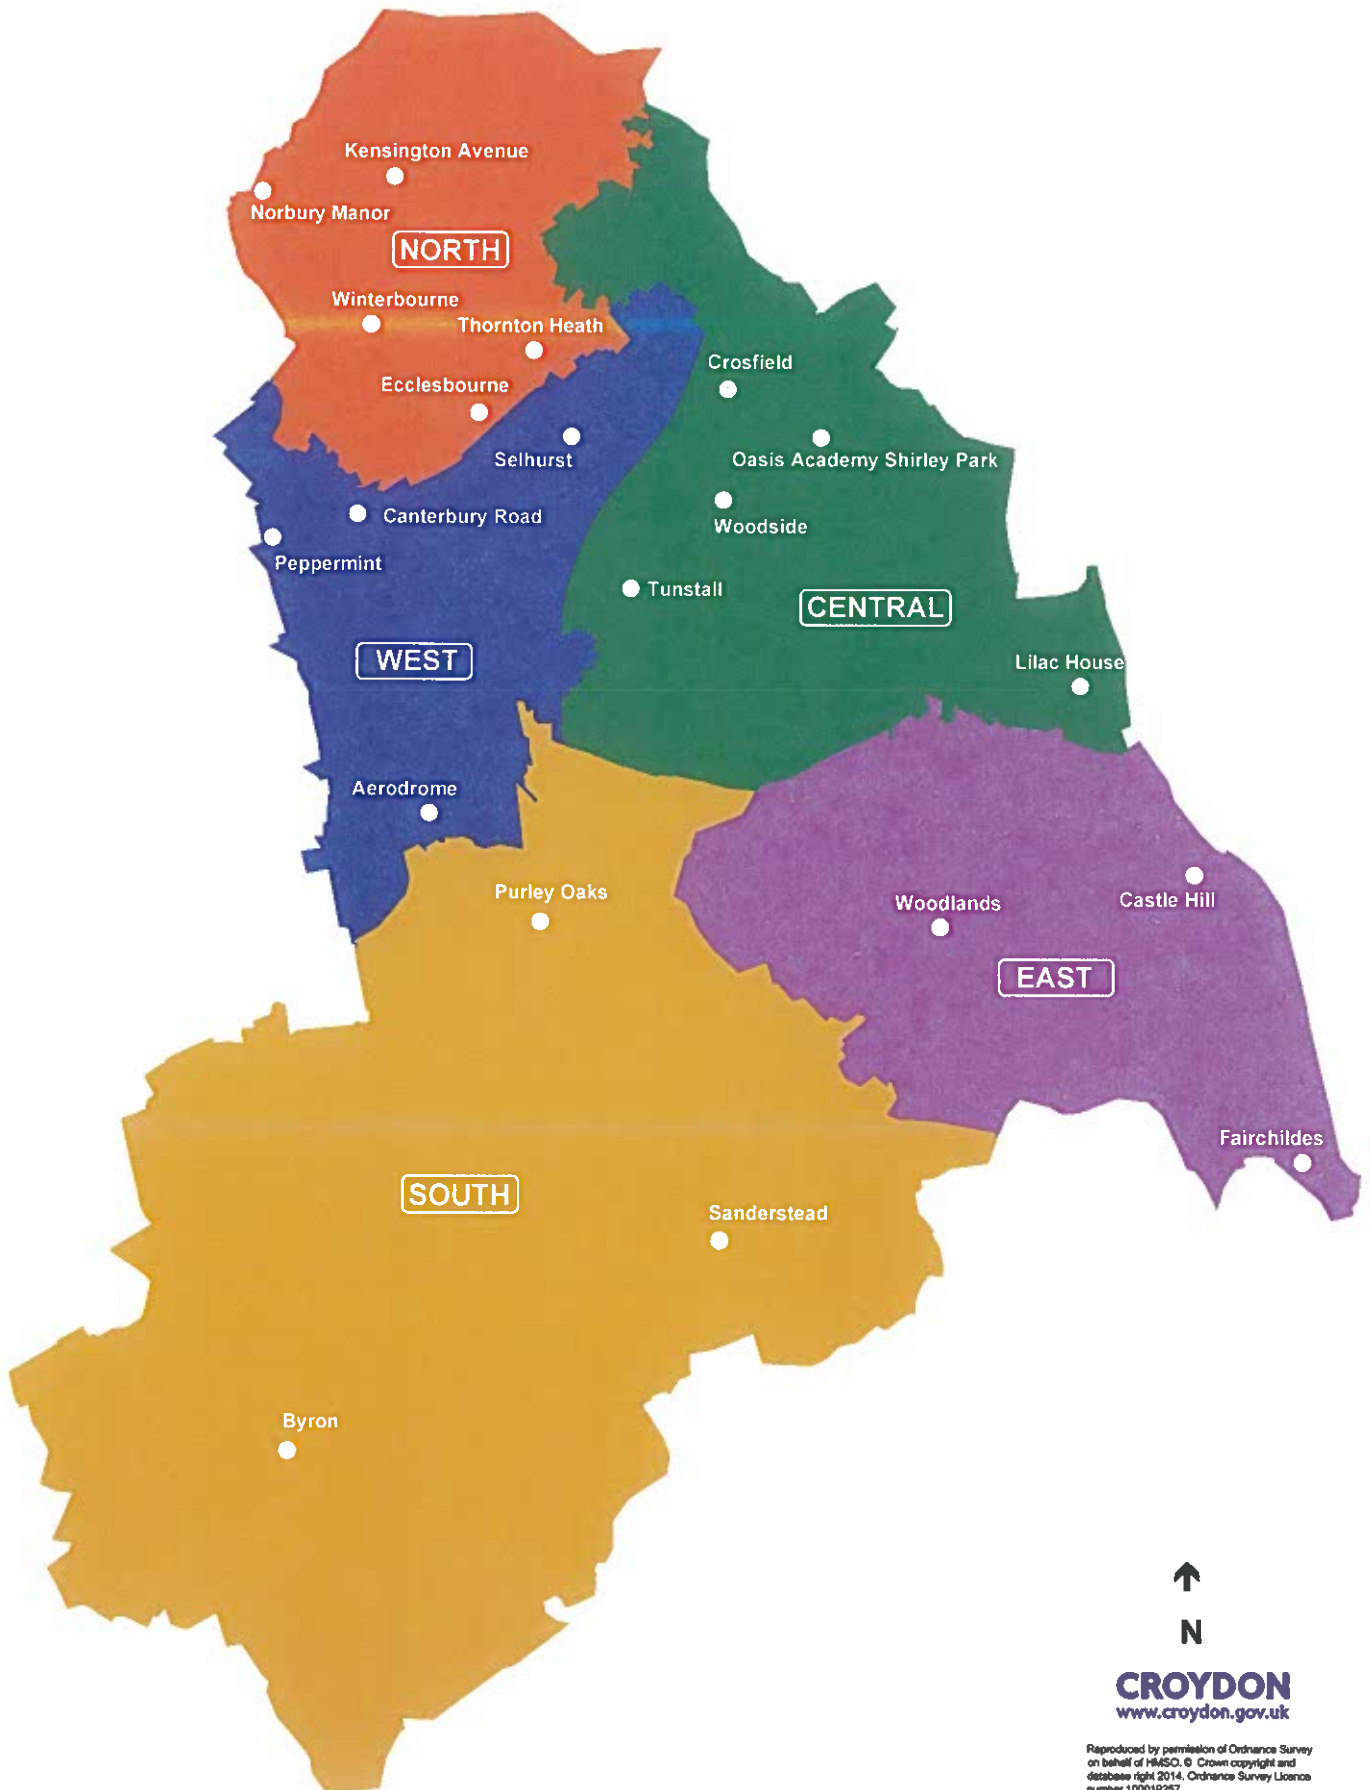 Kensington Avenue
Norbury Manor
NORTH
Winterbourne
Thornton Heath
Crosfield
Ecclesbourne
Selhurst
Oasis Academy Shirley Park
Canterbury Road
Woodside
Peppermint
Tunstall
CENTRAL
WEST
Lilac House
Aerodrome
Purley Oaks
Woodlands
Castle Hill
EAST
Fairchildes
SOUTH
Sanderstead
Byron
N
CROYDON
www.croydon.gov.uk
Reproduced by permission of Ordnance Survey
on behalf of HMSO. © Crown copyright and
database right 2014. Ordnance Survey Licence
number 100019257